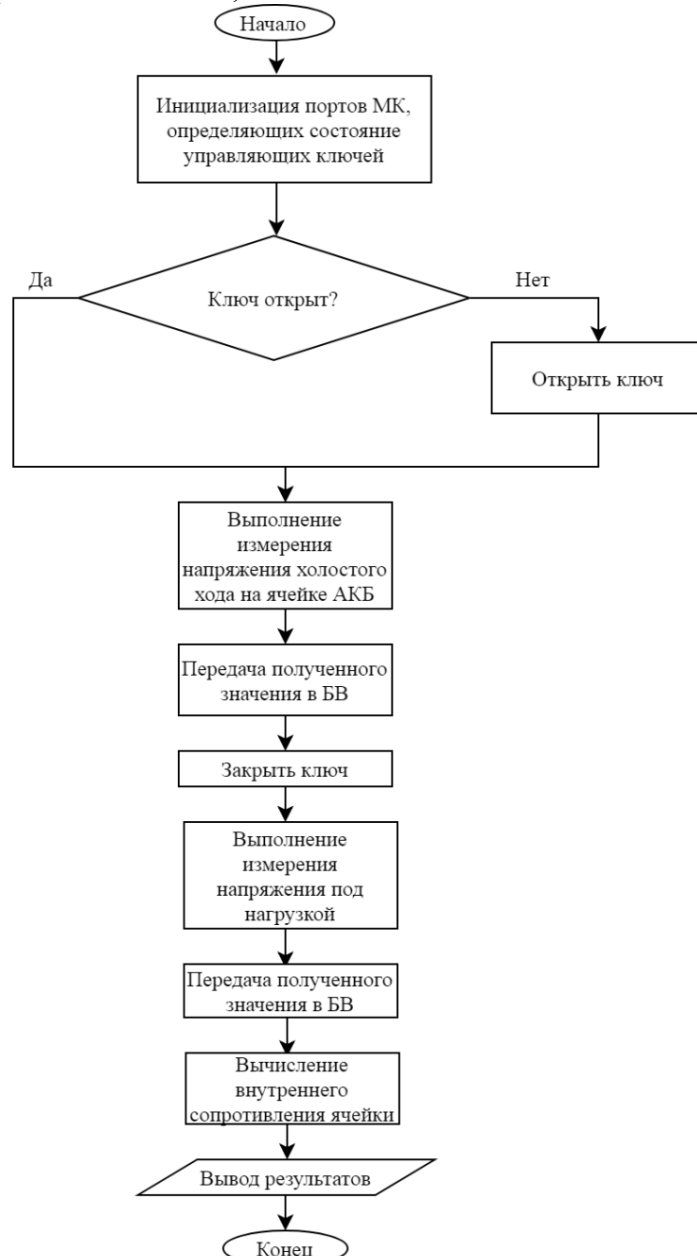 Начало
Инициализация портов МК,
определяющих состояние
управляющих ключей
Да
Нет
Ключ открыт?
Открыть ключ
Выполнение
измерения
напряжения холостого
хода на ячейке АКБ
Передача полученного
значения в БВ
Закрыть ключ
Выполнение
измерения
напряжения под
нагрузкой
Передача полученного
значения в БВ
Вычисление
внутреннего
сопротивления ячейки
Вывод результатов
Конец